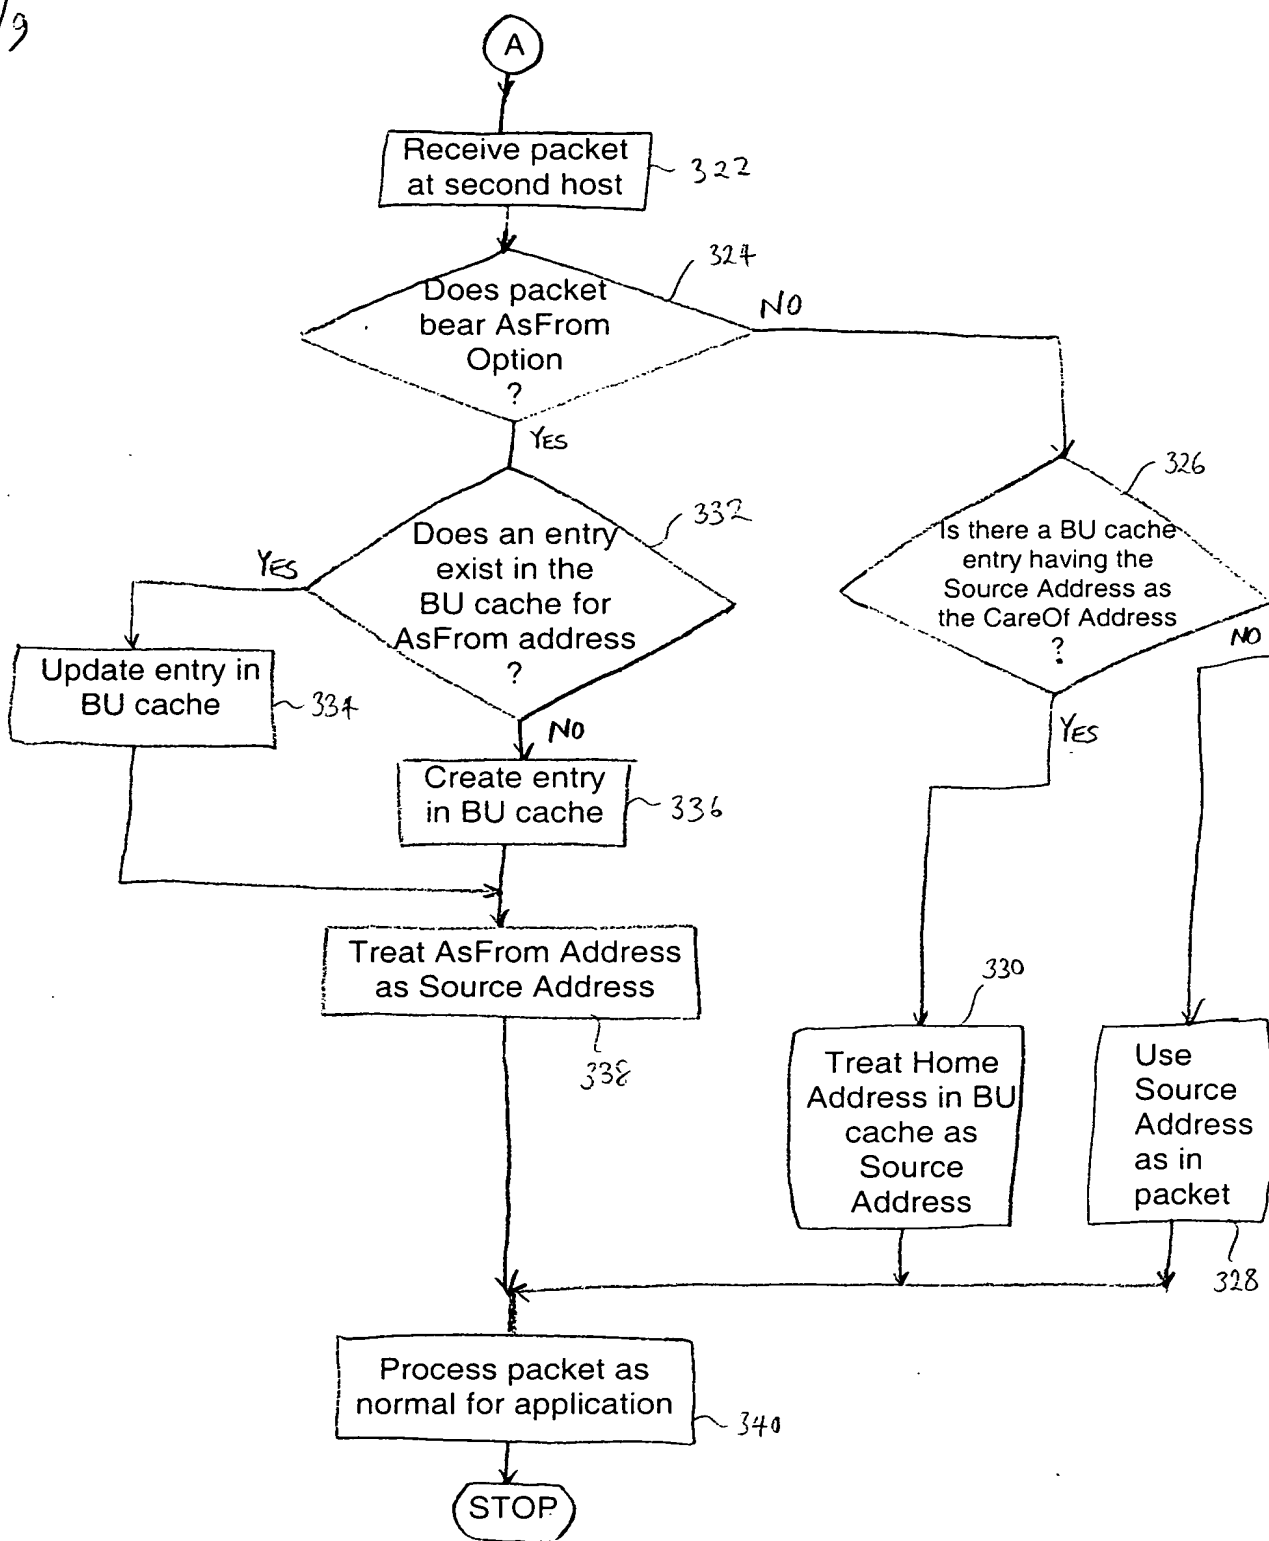 /9
A
Receive packet
at second host
322
324
Does packet
bear AsFrom
Option
?
NO
YES
326
332
Does an entry
exist in the
BU cache for
AsFrom address
?
YES
Is there a BU cache
entry having the
Source Address as
the CareOf Address
?
NO
Update entry in
BU cache
334
NO
YES
Create entry
in BU cache
336
Treat AsFrom Address
as Source Address
338
330
Treat Home
Address in BU
cache as
Source
Address
Use
Source
Address
as in
packet
328
Process packet as
normal for application
340
STOP